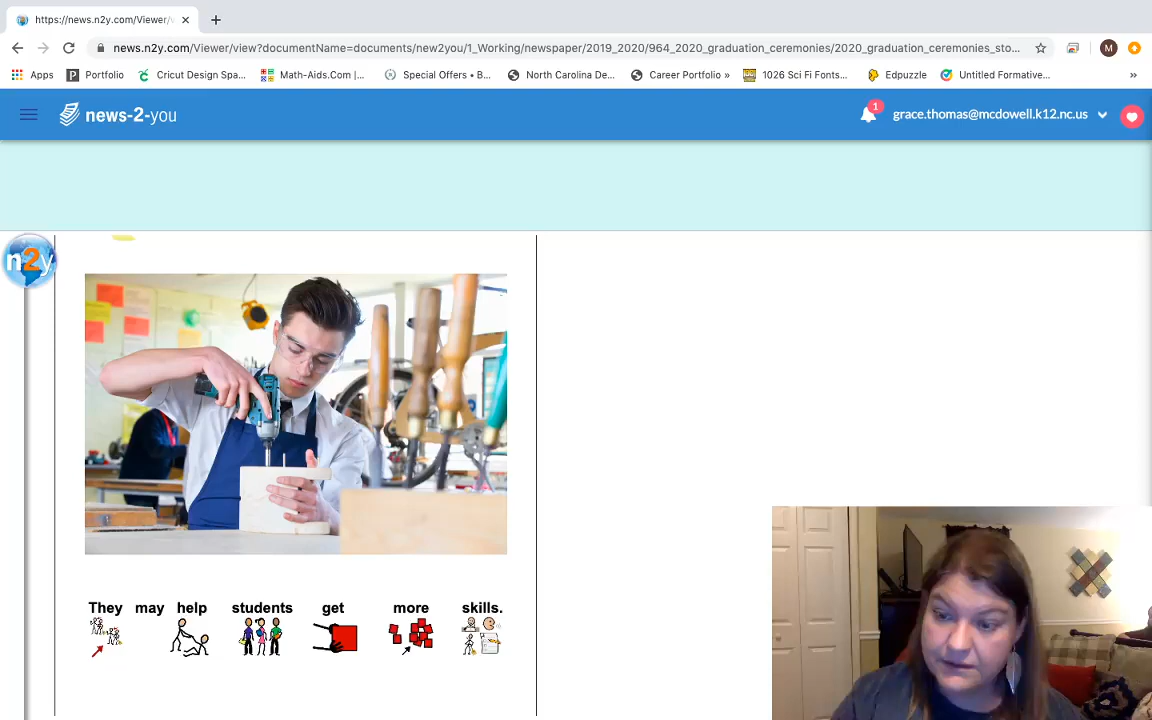 https://news.n2y.com/Viewer/v
news.n2y.com/Viewer/view?documentName=documents/new2you/1_Working/newspaper/2019_2020/964_2020_graduation_ceremonies/2020_graduation_ceremonies_sto...
M
Apps Portfolio Cricut Design Spa... Math-Aids.Com |... Special Offers • B... North Carolina De... Career Portfolio » 1026 Sci Fi Fonts... Edpuzzle Untitled Formative... »
news-2-you 1 grace.thomas@mcdowell.k12.nc.us
n2y
They may help students get more skills.